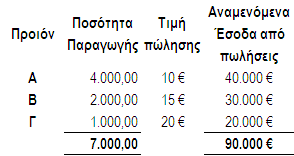 Προιόν Ποσότητα Παραγωγής Τιμή πώλησης Αναμενόμενα Έσοδα από πωλήσεις
Α 4.000,00 10 € 40.000 €
Β 2.000,00 15 € 30.000 €
Γ 1.000,00 20 € 20.000 €
7.000,00 90.000 €